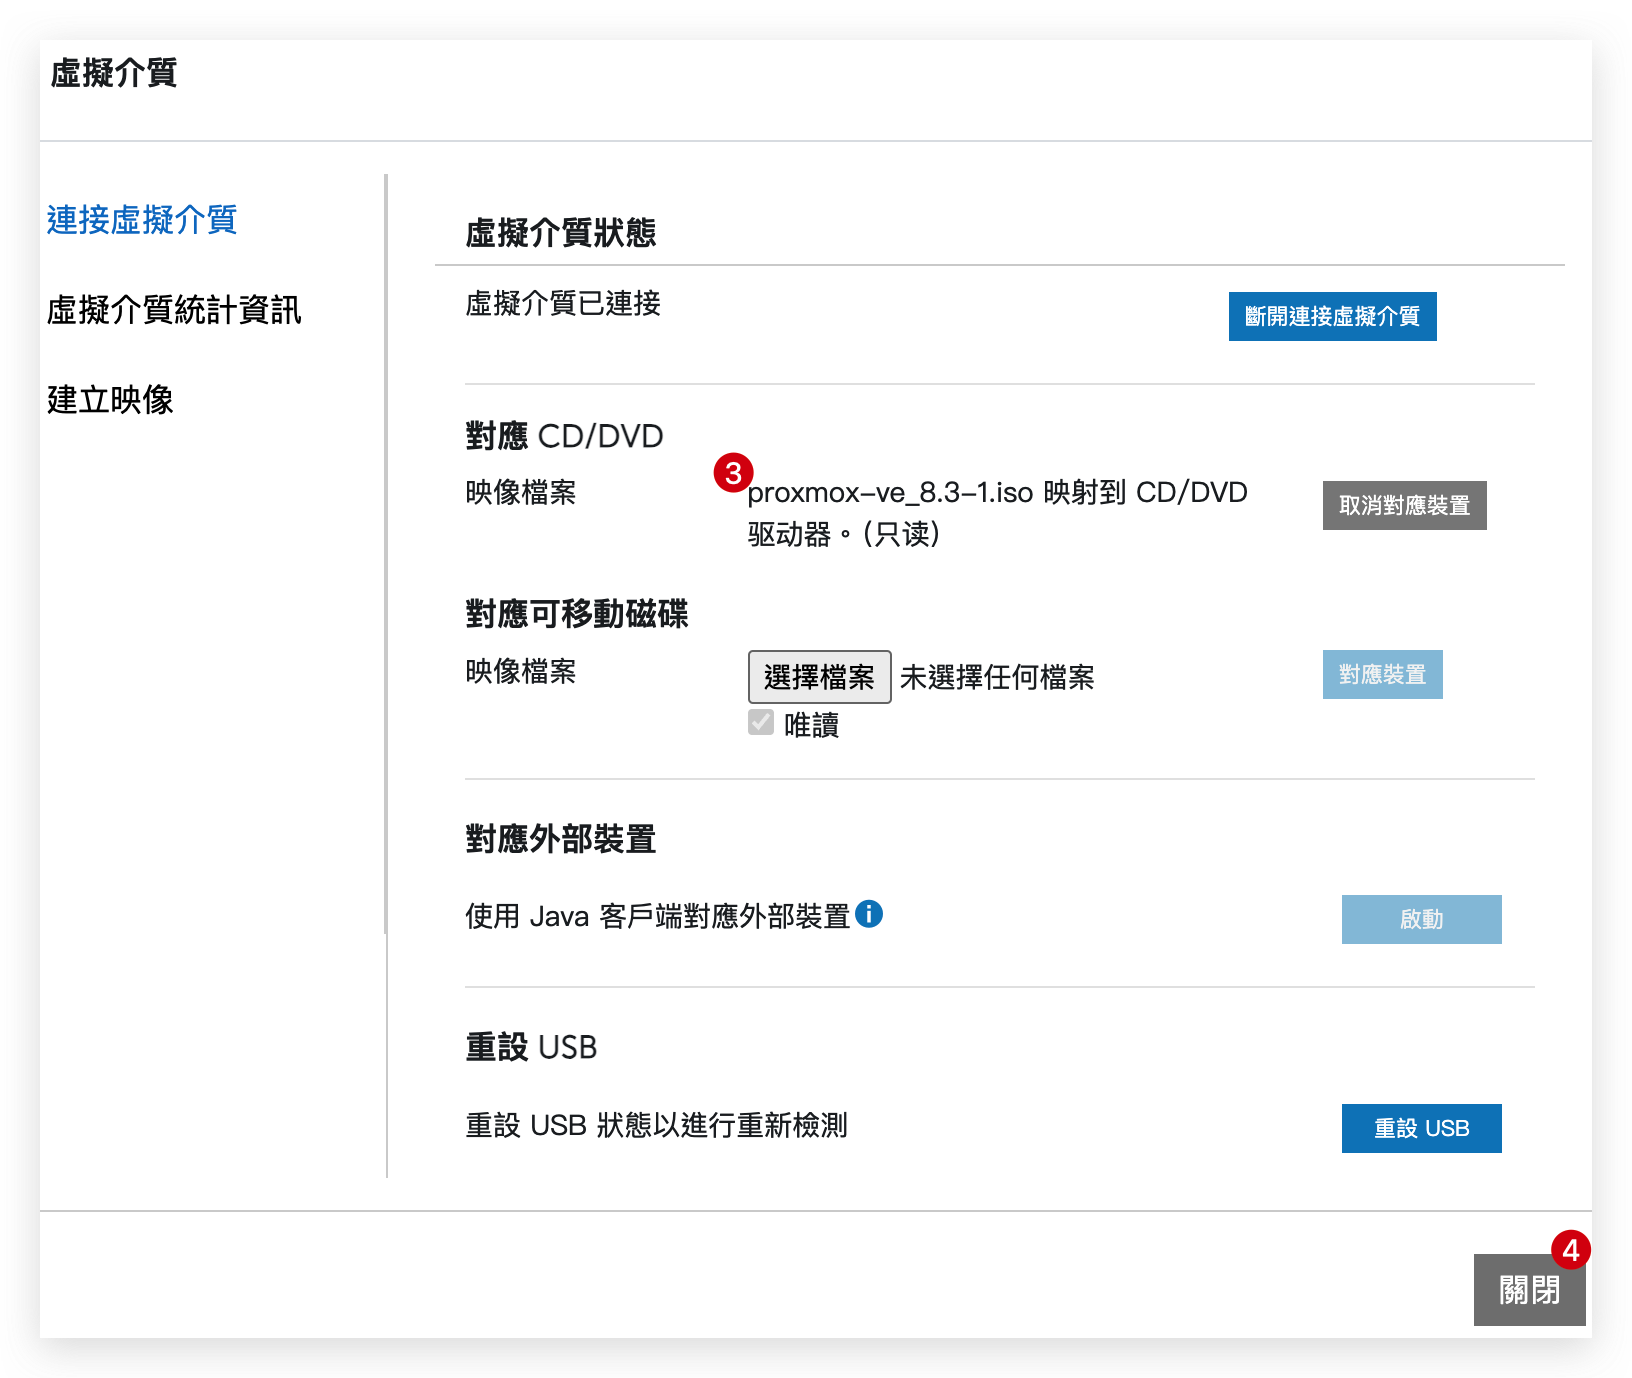 虛擬介質
連接虛擬介質
虛擬介質統計資訊
建立映像
虛擬介質狀態
虛擬介質已連接
斷開連接虛擬介質
對應 CD/DVD
映像檔案
3
proxmox-ve_8.3-1.iso 映射到 CD/DVD
驱动器。(只读)
取消對應裝置
對應可移動磁碟
映像檔案
選擇檔案 未選擇任何檔案
唯讀
對應裝置
對應外部裝置
使用 Java 客戶端對應外部裝置 i
啟動
重設 USB
重設 USB 狀態以進行重新檢測
重設 USB
4
關閉